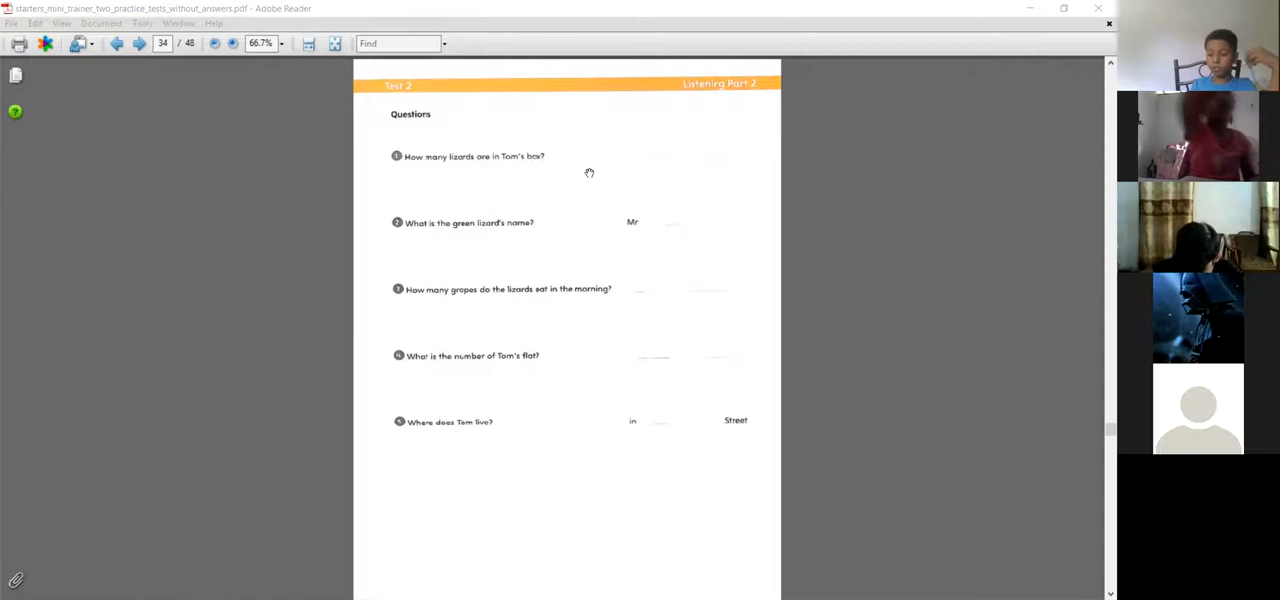 starters_mini_trainer_two_practice_tests_without_answers.pdf - Adobe Reader
File Edit View Document Tools Window Help
34 / 48 66.7% Find
Test 2 Listening Part 2
Questions
1 How many lizards are in Tom's box?
2 What is the green lizard's name? Mr
3 How many grapes do the lizards eat in the morning?
4 What is the number of Tom's flat?
5 Where does Tom live? in Street